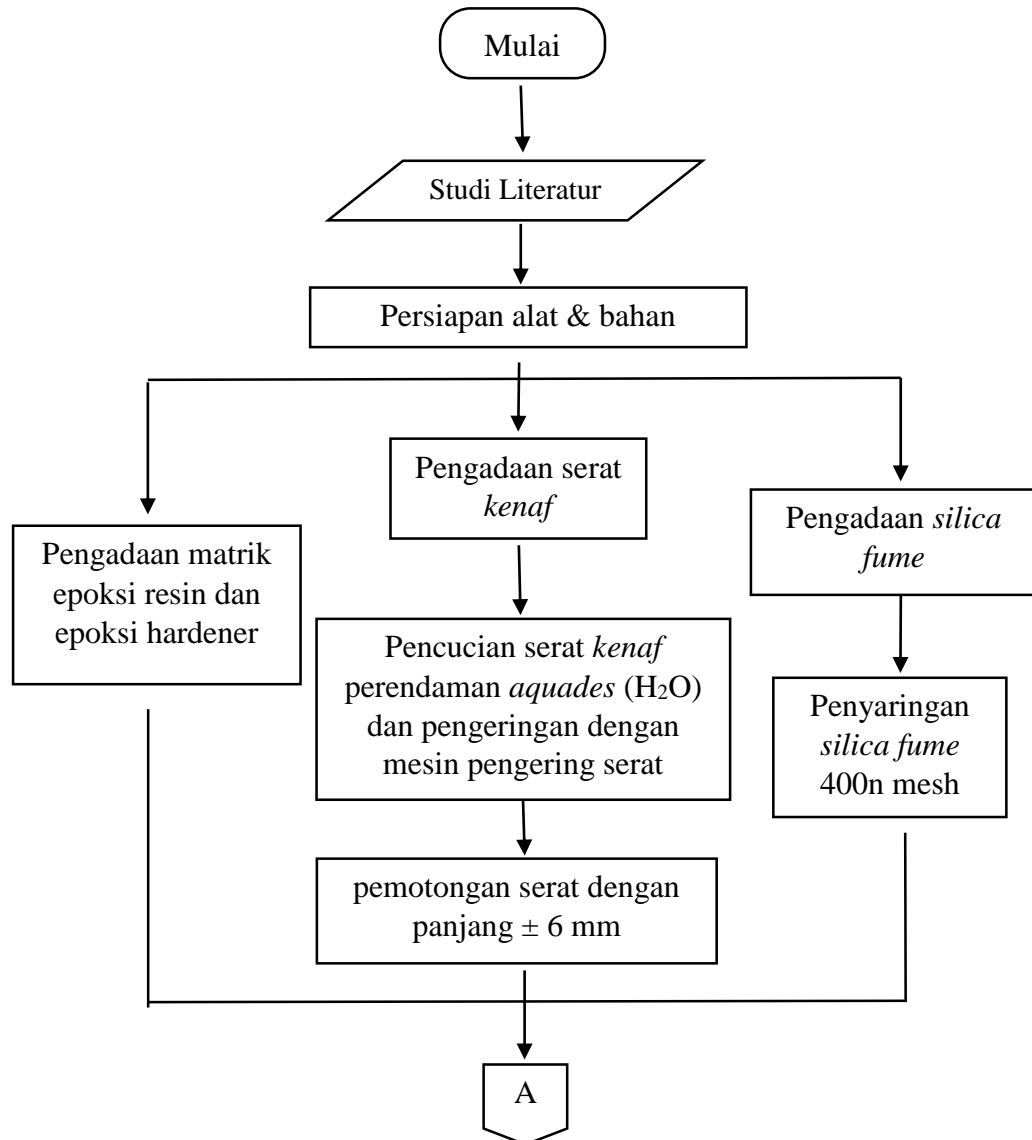 Mulai
Studi Literatur
Persiapan alat & bahan
Pengadaan matrik
epoksi resin dan
epoksi hardener
Pengadaan serat
kenaf
Pencucian serat kenaf
perendaman aquades (H₂O)
dan pengeringan dengan
mesin pengering serat
pemotongan serat dengan
panjang ± 6 mm
Pengadaan silica
fume
Penyaringan
silica fume
400n mesh
A